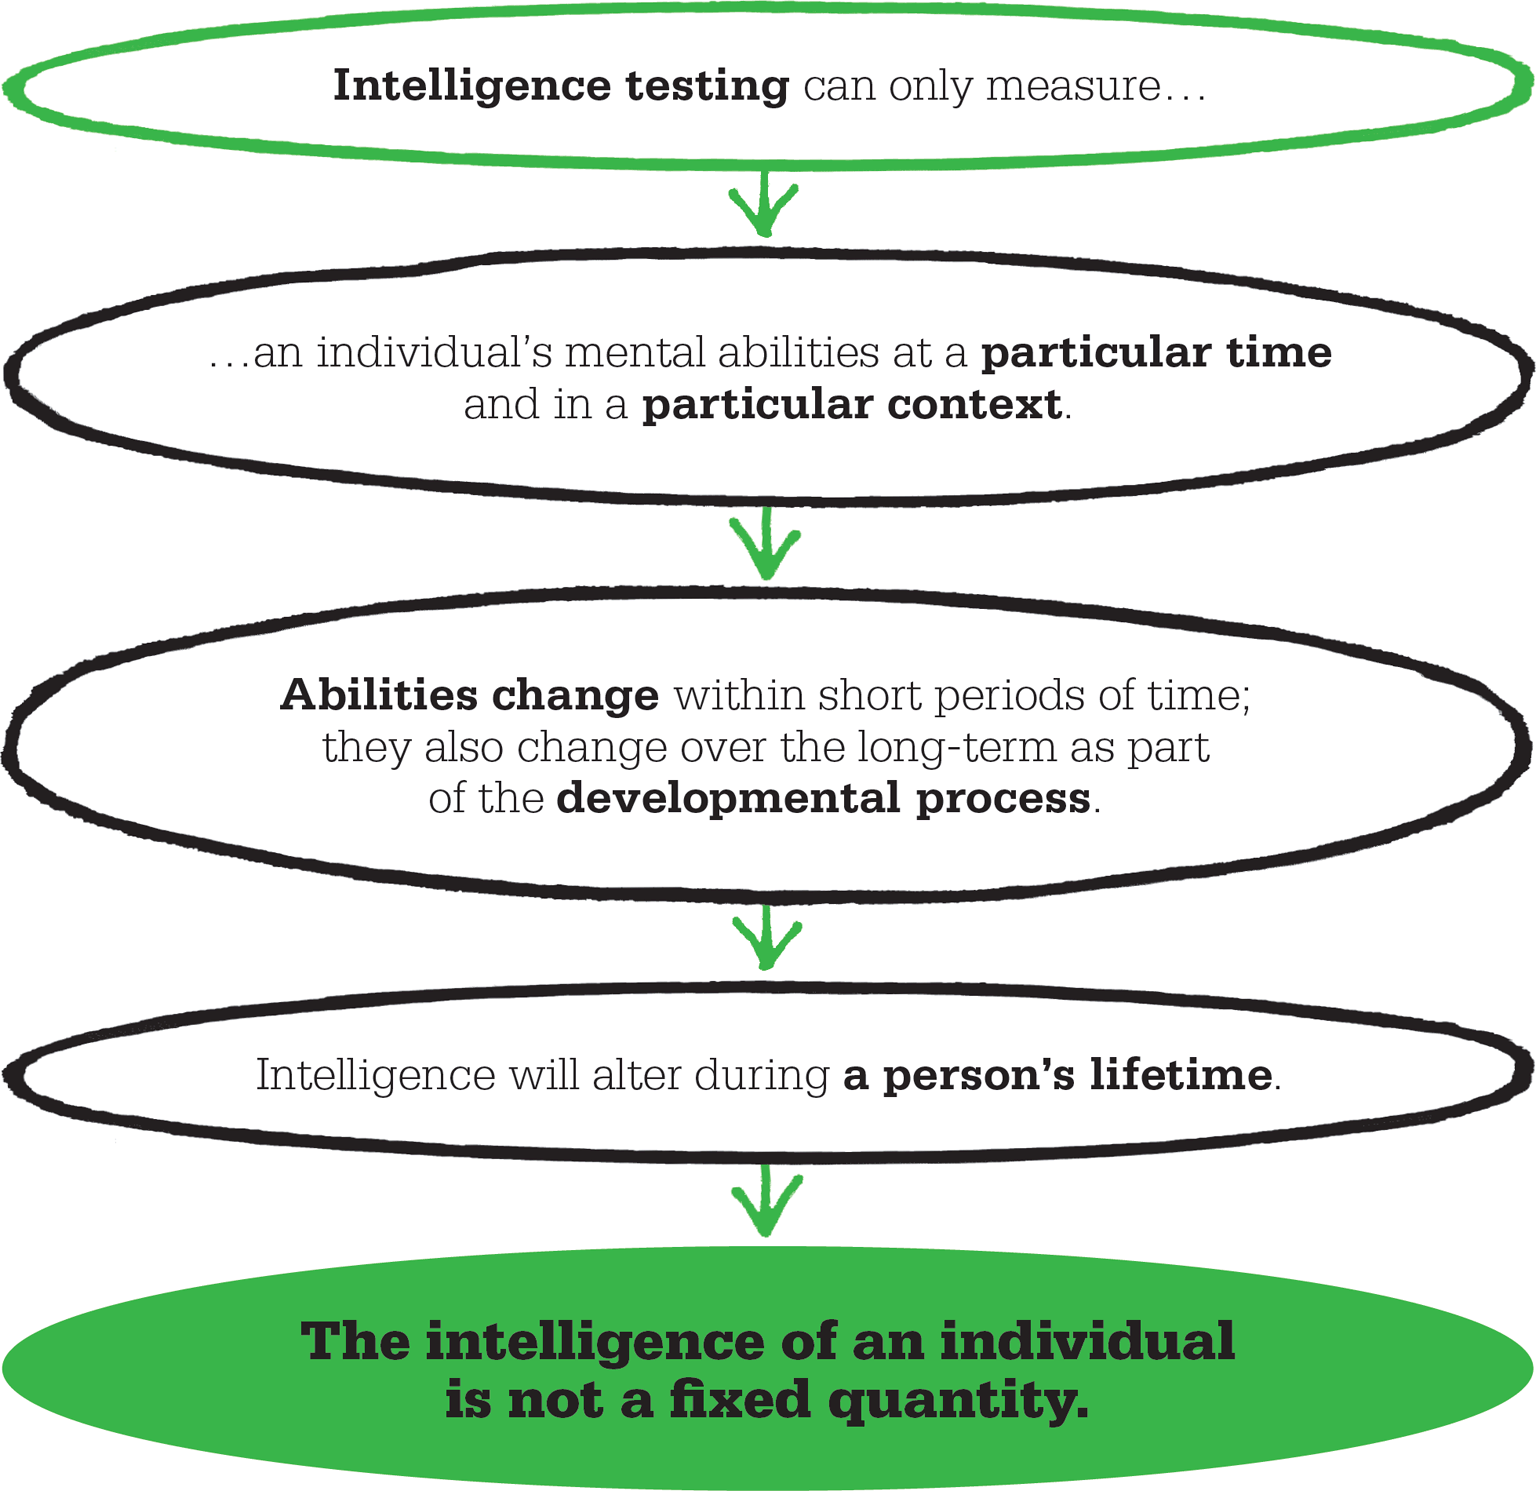 Intelligence testing can only measure…
…an individual’s mental abilities at a particular time
and in a particular context.
Abilities change within short periods of time;
they also change over the long-term as part
of the developmental process.
Intelligence will alter during a person’s lifetime.
The intelligence of an individual
is not a fixed quantity.